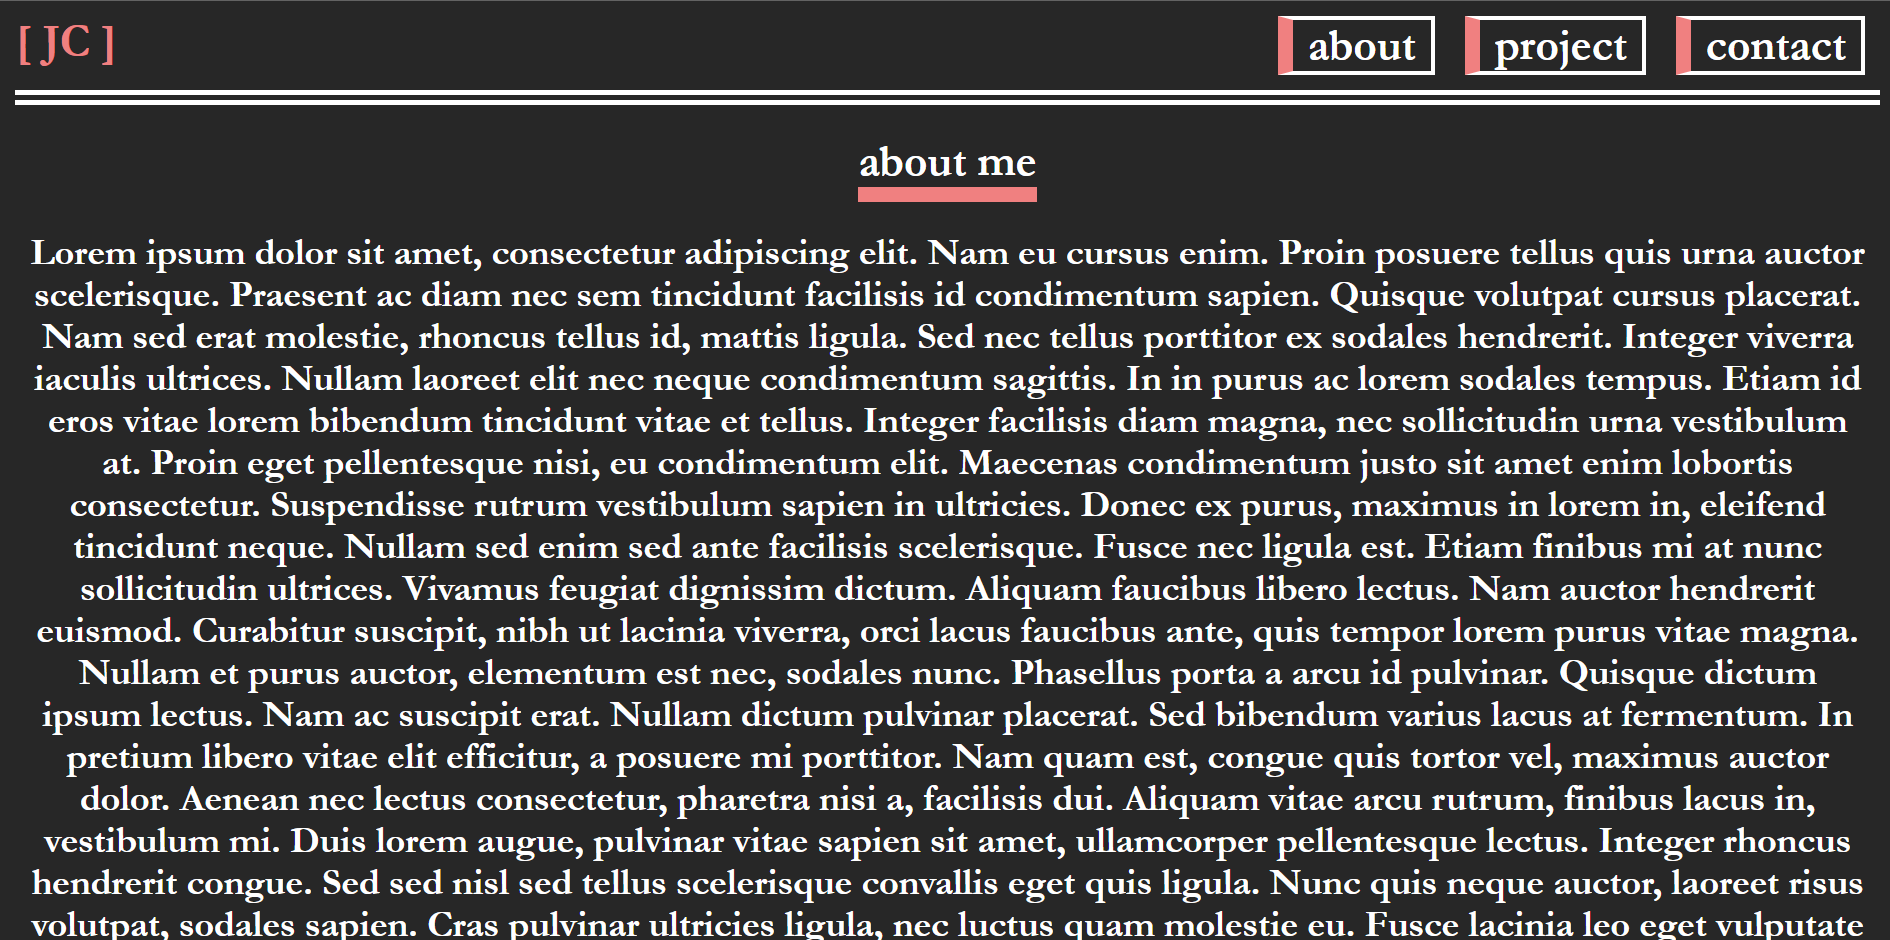 [ JC ]
about
project
contact
about me
Lorem ipsum dolor sit amet, consectetur adipiscing elit. Nam eu cursus enim. Proin posuere tellus quis urna auctor
scelerisque. Praesent ac diam nec sem tincidunt facilisis id condimentum sapien. Quisque volutpat cursus placerat.
Nam sed erat molestie, rhoncus tellus id, mattis ligula. Sed nec tellus porttitor ex sodales hendrerit. Integer viverra
iaculis ultrices. Nullam laoreet elit nec neque condimentum sagittis. In in purus ac lorem sodales tempus. Etiam id
eros vitae lorem bibendum tincidunt vitae et tellus. Integer facilisis diam magna, nec sollicitudin urna vestibulum
at. Proin eget pellentesque nisi, eu condimentum elit. Maecenas condimentum justo sit amet enim lobortis
consectetur. Suspendisse rutrum vestibulum sapien in ultricies. Donec ex purus, maximus in lorem in, eleifend
tincidunt neque. Nullam sed enim sed ante facilisis scelerisque. Fusce nec ligula est. Etiam finibus mi at nunc
sollicitudin ultrices. Vivamus feugiat dignissim dictum. Aliquam faucibus libero lectus. Nam auctor hendrerit
euismod. Curabitur suscipit, nibh ut lacinia viverra, orci lacus faucibus ante, quis tempor lorem purus vitae magna.
Nullam et purus auctor, elementum est nec, sodales nunc. Phasellus porta a arcu id pulvinar. Quisque dictum
ipsum lectus. Nam ac suscipit erat. Nullam dictum pulvinar placerat. Sed bibendum varius lacus at fermentum. In
pretium libero vitae elit efficitur, a posuere mi porttitor. Nam quam est, congue quis tortor vel, maximus auctor
dolor. Aenean nec lectus consectetur, pharetra nisi a, facilisis dui. Aliquam vitae arcu rutrum, finibus lacus in,
vestibulum mi. Duis lorem augue, pulvinar vitae sapien sit amet, ullamcorper pellentesque lectus. Integer rhoncus
hendrerit congue. Sed sed nisl sed tellus scelerisque convallis eget quis ligula. Nunc quis neque auctor, laoreet risus
volutpat, sodales sapien. Cras pulvinar ultricies ligula, nec luctus quam molestie eu. Fusce lacinia leo eget vulputate